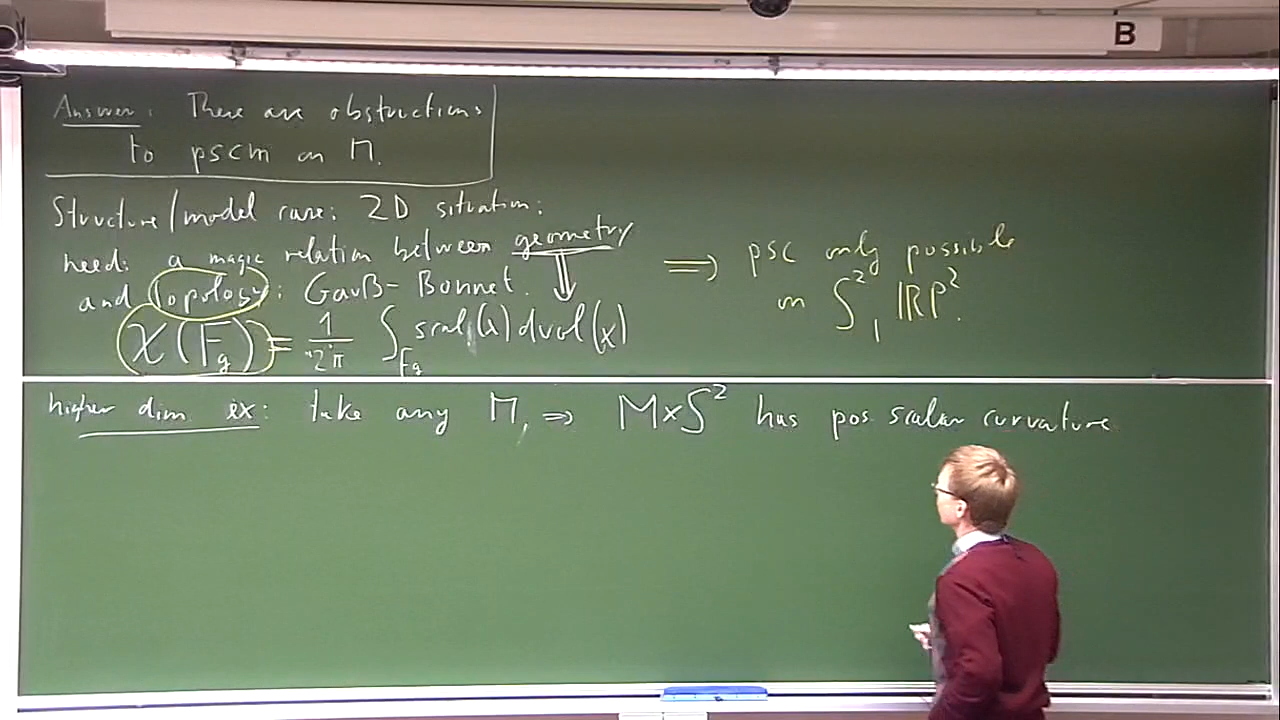 B
Answer: There are obstructions
to pscm on M.
Structure/model case: 2D situation:
need: a magic relation between geometry
and Topology: Gauß-Bonnet.
χ(F_g) = 1/2π ∫_{F_g} scal(x) dvol(x)
⇒ psc only possible
on S², ℝP².
higher dim ex: take any M, ⇒ M×S² has pos scalar curvature